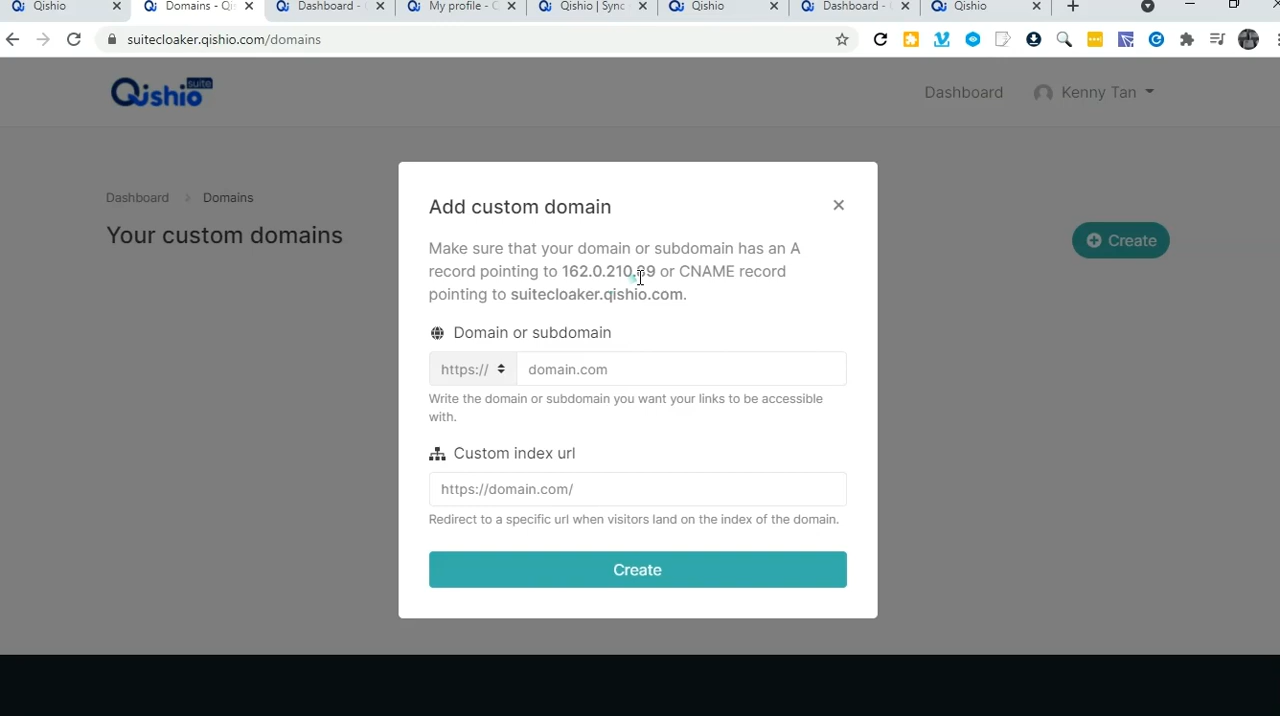 Qishio
Domains - Qi
Dashboard - (
My profile - C
Qishio | Sync
Qishio
Dashboard - (
Qishio
suitecloaker.qishio.com/domains
Qishio suite
Dashboard
Kenny Tan
Dashboard > Domains
Your custom domains
Create
Add custom domain
Make sure that your domain or subdomain has an A
record pointing to or CNAME record
pointing to suitecloaker.qishio.com.
Domain or subdomain
https://
domain.com
Write the domain or subdomain you want your links to be accessible
with.
Custom index url
https://domain.com/
Redirect to a specific url when visitors land on the index of the domain.
Create